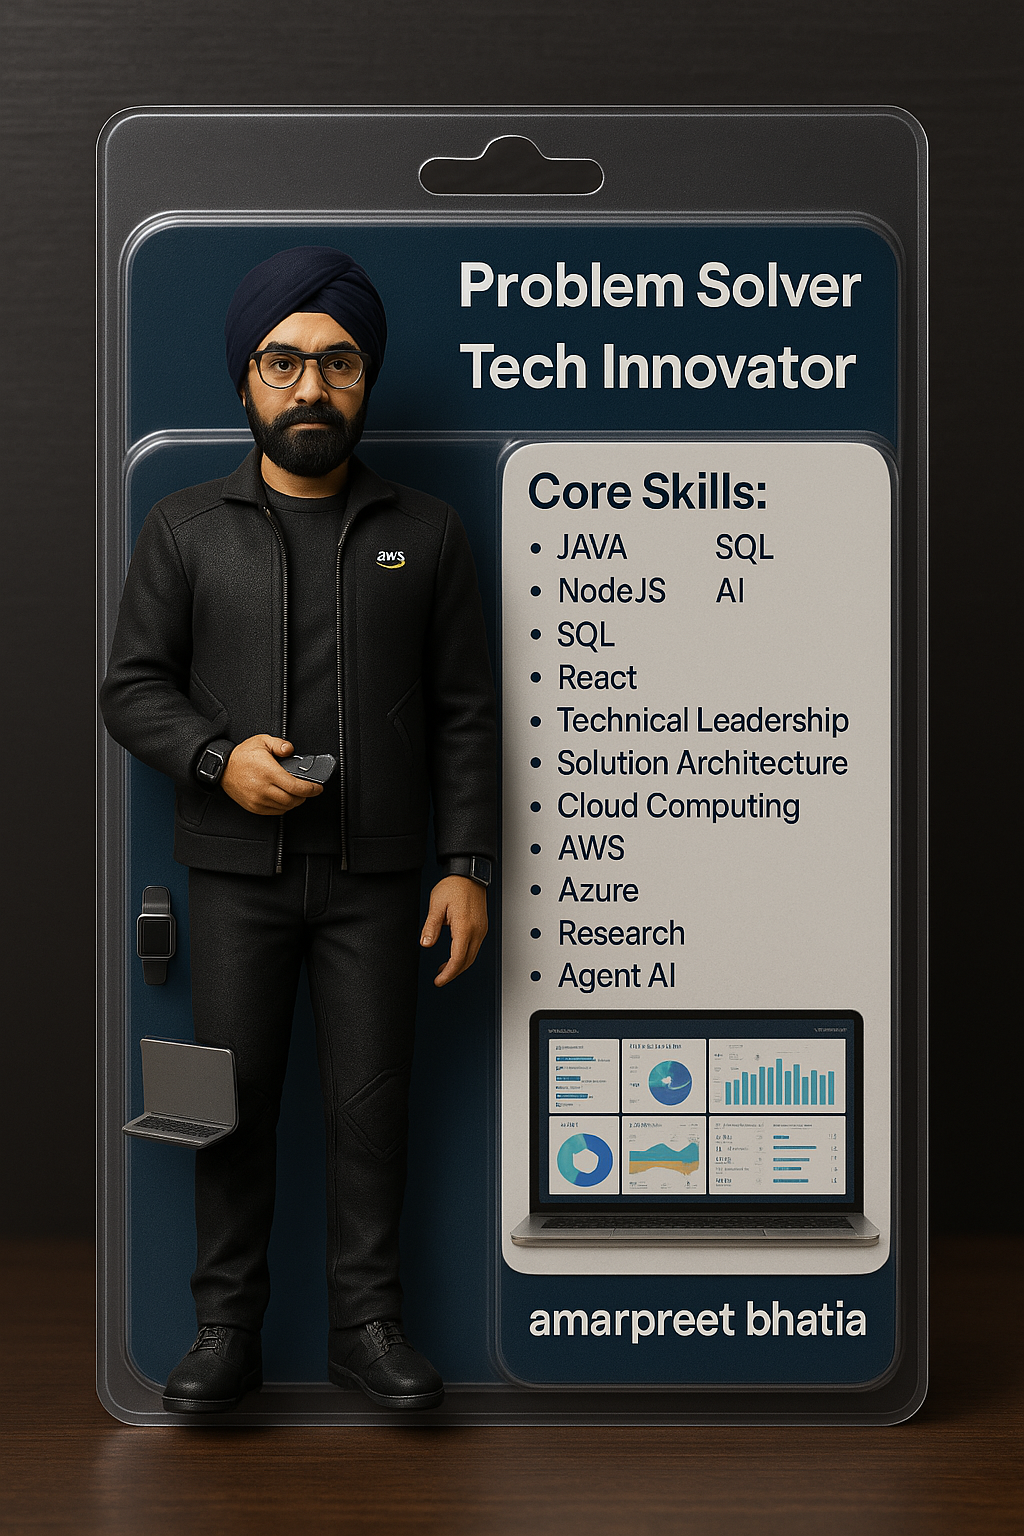 Problem Solver
Tech Innovator
aws
Core Skills:
• JAVA SQL
• NodeJS AI
• SQL
• React
• Technical Leadership
• Solution Architecture
• Cloud Computing
• AWS
• Azure
• Research
• Agent AI
amarpreet bhatia